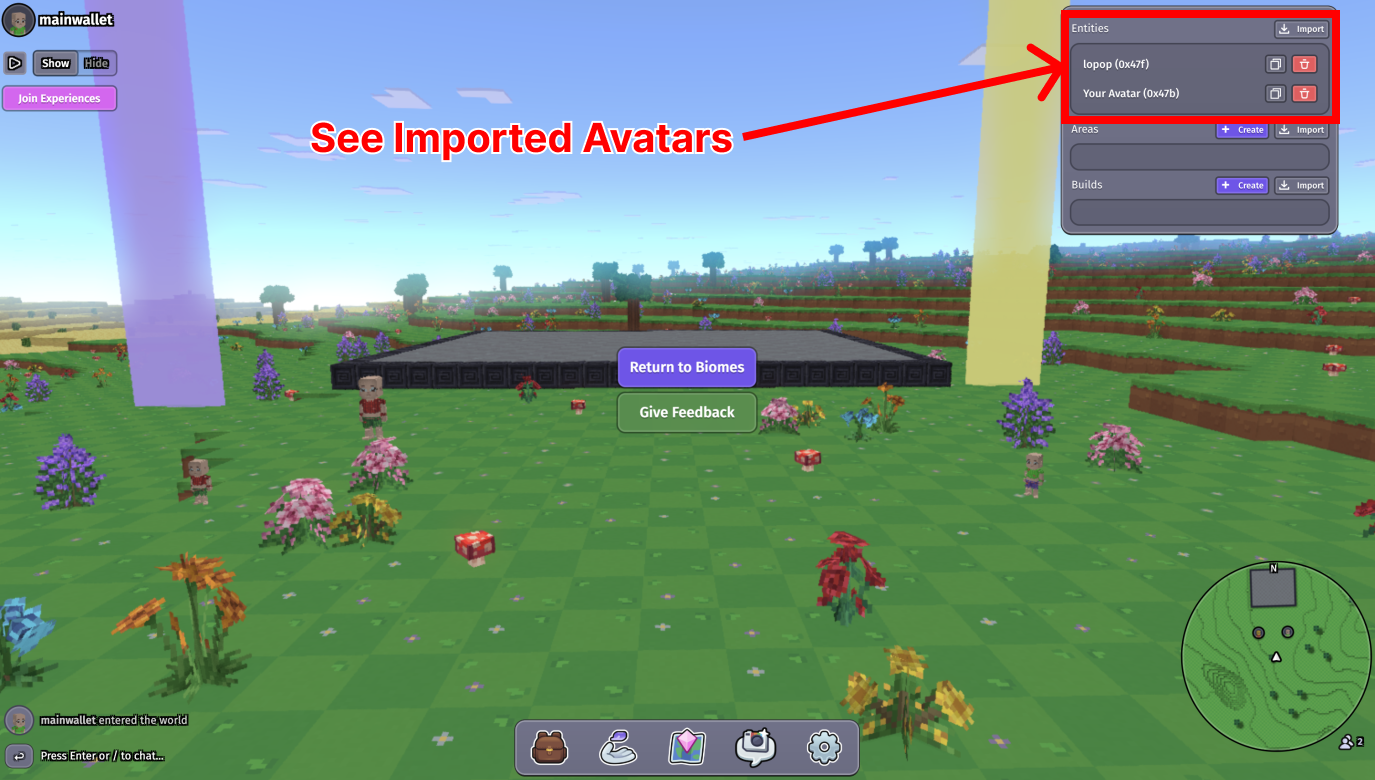 mainwallet
Show Hide
Join Experiences
See Imported Avatars
Entities Import
lopop (0x47f)
Your Avatar (0x47b)
Areas + Create Import
Builds + Create Import
Return to Biomes
Give Feedback
N
mainwallet entered the world
Press Enter or / to chat...
2